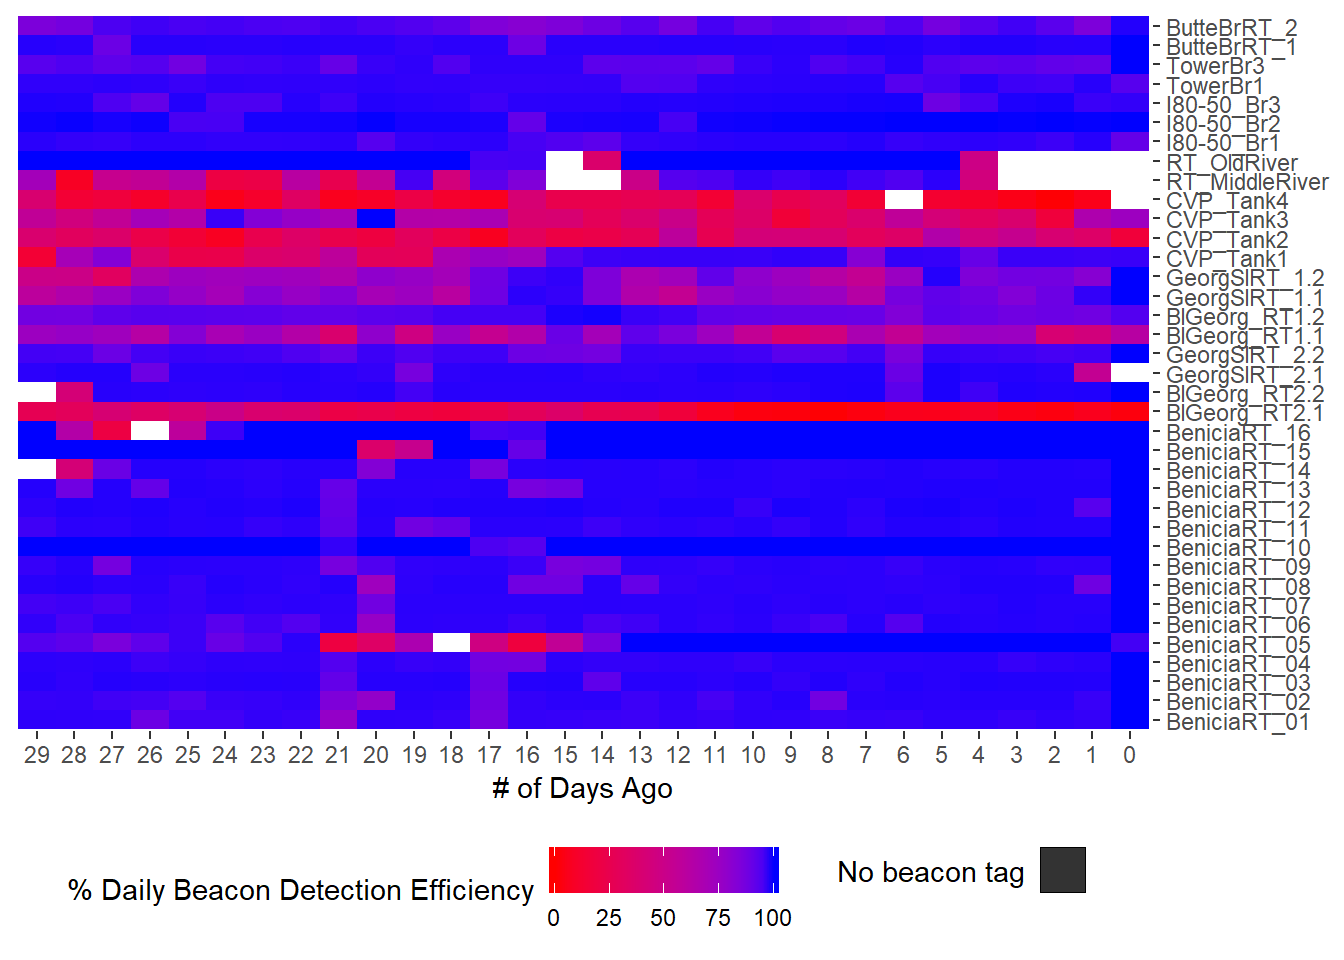 ButteBrRT_2
ButteBrRT_1
TowerBr3
TowerBr1
I80-50_Br3
I80-50_Br2
I80-50_Br1
RT_OldRiver
RT_MiddleRiver
CVP_Tank4
CVP_Tank3
CVP_Tank2
CVP_Tank1
GeorgSlRT_1.2
GeorgSlRT_1.1
BlGeorg_RT1.2
BlGeorg_RT1.1
GeorgSlRT_2.2
GeorgSlRT_2.1
BlGeorg_RT2.2
BlGeorg_RT2.1
BeniciaRT_16
BeniciaRT_15
BeniciaRT_14
BeniciaRT_13
BeniciaRT_12
BeniciaRT_11
BeniciaRT_10
BeniciaRT_09
BeniciaRT_08
BeniciaRT_07
BeniciaRT_06
BeniciaRT_05
BeniciaRT_04
BeniciaRT_03
BeniciaRT_02
BeniciaRT_01
29 28 27 26 25 24 23 22 21 20 19 18 17 16 15 14 13 12 11 10 9 8 7 6 5 4 3 2 1 0
# of Days Ago
% Daily Beacon Detection Efficiency
0 25 50 75 100
No beacon tag